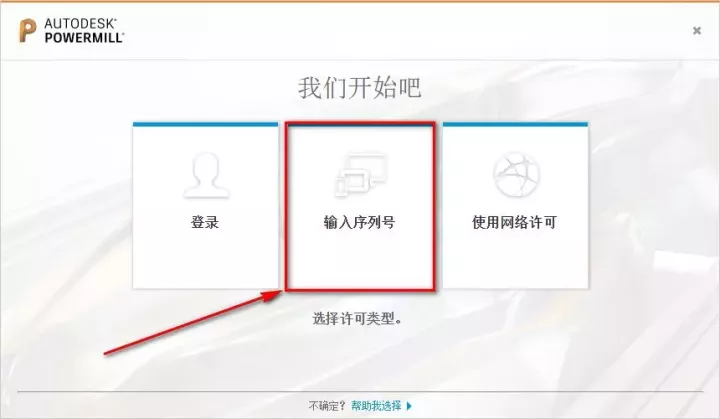 AUTODESK®
POWERMILL®
我们开始吧
登录
输入序列号
使用网络许可
选择许可类型。
不确定？ 帮助我选择